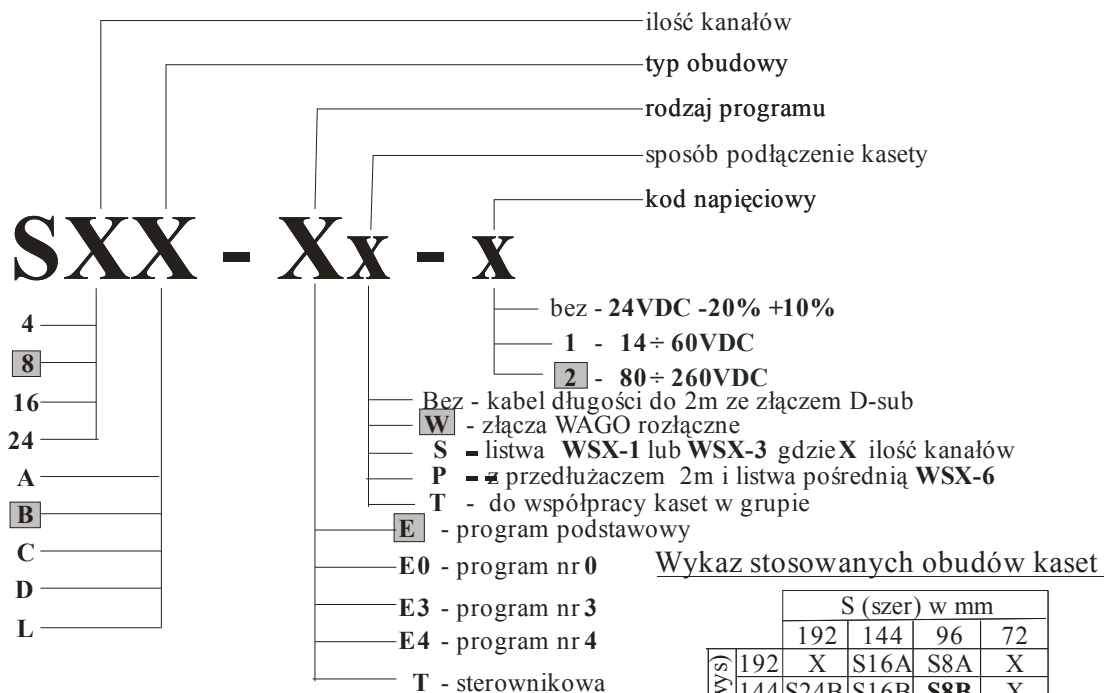 ilość kanałów
typ obudowy
rodzaj programu
sposób podłączenie kasety
kod napięciowy
SXX - Xx - x
bez - 24VDC -20% +10%
1 - 14÷60VDC
2 - 80÷260VDC
Bez - kabel długości do 2m ze złączem D-sub
W - złącza WAGO rozłączne
S - listwa WSX-1 lub WSX-3 gdzie X ilość kanałów
P - z przedłużaczem 2m i listwa pośrednią WSX-6
T - do współpracy kaset w grupie
E - program podstawowy
E0 - program nr 0
E3 - program nr 3
E4 - program nr 4
T - sterownikowa
4
8
16
24
A
B
C
D
L
Wykaz stosowanych obudów kaset
S (szer) w mm
192 144 96 72
192 X S16A S8A X
144 S24B S16B S8B X